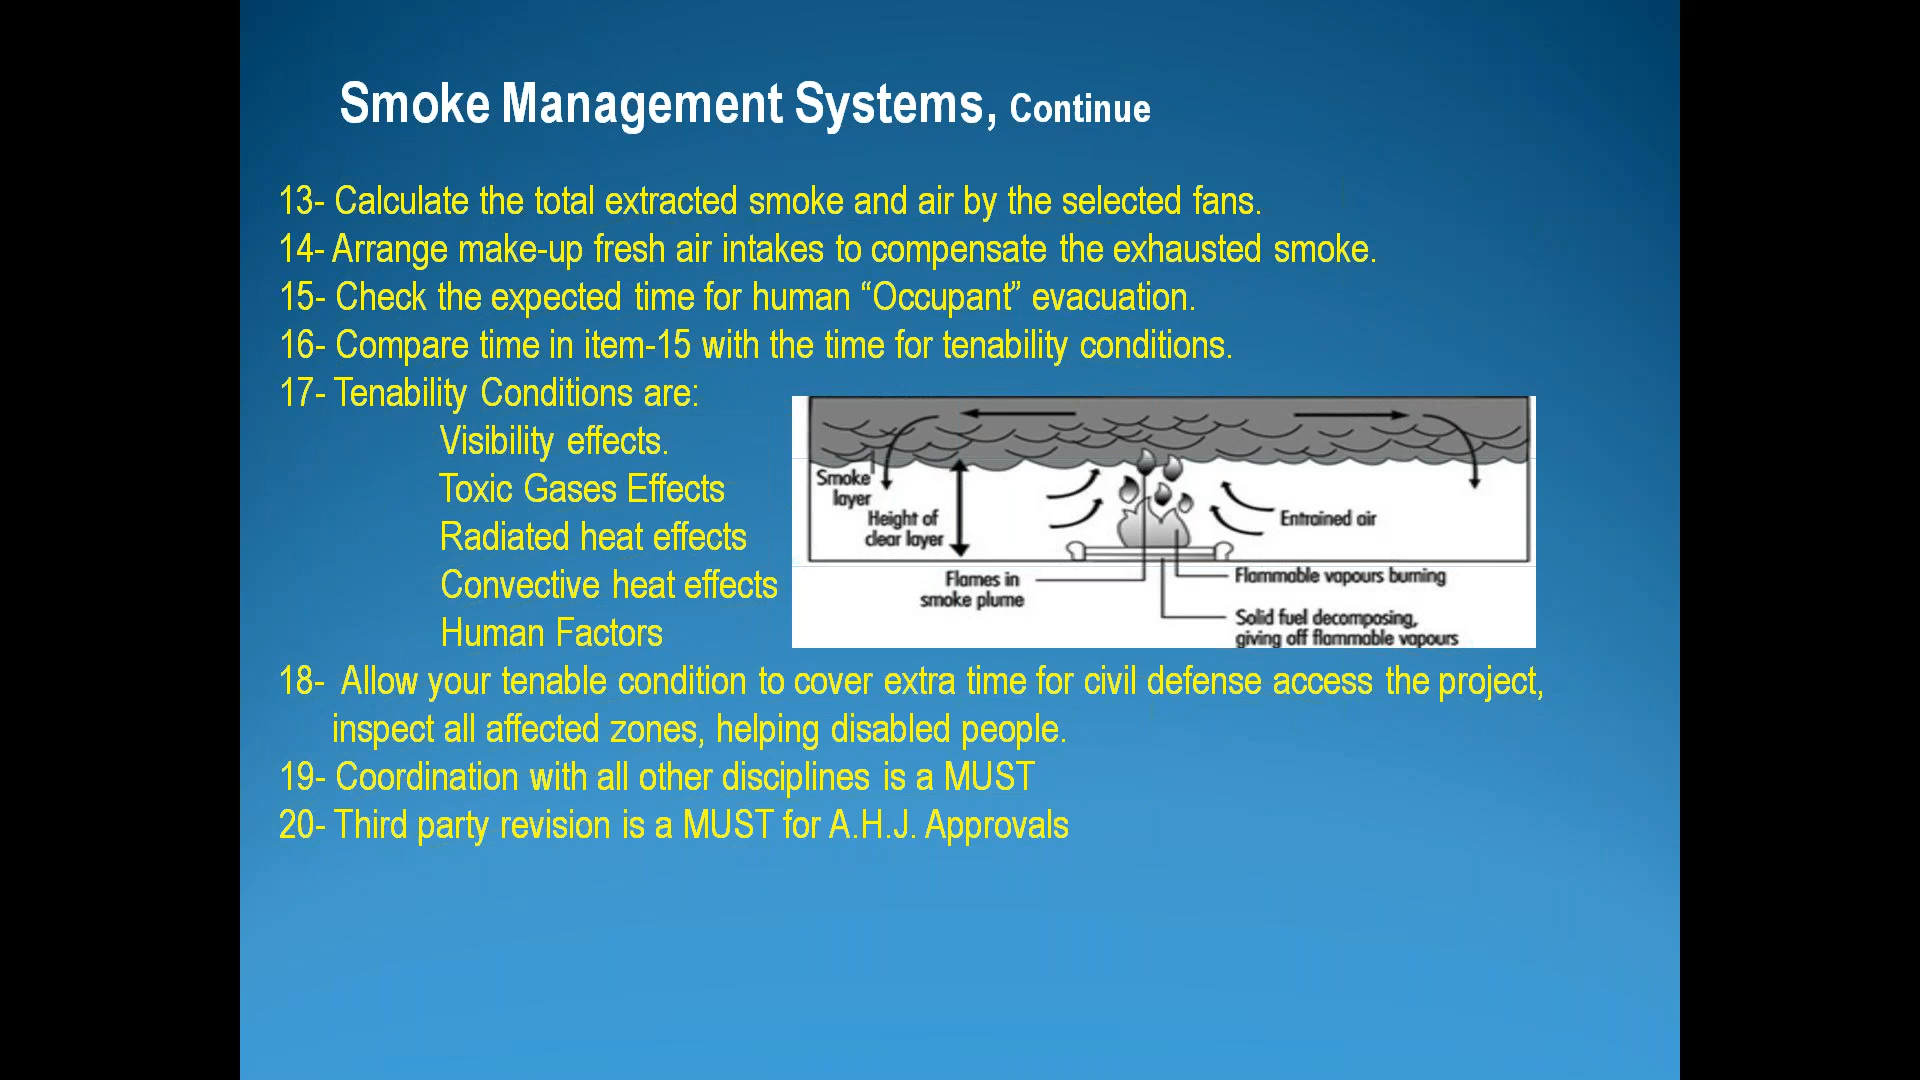 Smoke Management Systems, Continue
13- Calculate the total extracted smoke and air by the selected fans.
14- Arrange make-up fresh air intakes to compensate the exhausted smoke.
15- Check the expected time for human “Occupant” evacuation.
16- Compare time in item-15 with the time for tenability conditions.
17- Tenability Conditions are:
Visibility effects.
Toxic Gases Effects
Radiated heat effects
Convective heat effects
Human Factors
Smoke
layer
Height of
clear layer
Entrained air
Flames in
smoke plume
Flammable vapours burning
Solid fuel decomposing,
giving off flammable vapours
18- Allow your tenable condition to cover extra time for civil defense access the project,
inspect all affected zones, helping disabled people.
19- Coordination with all other disciplines is a MUST
20- Third party revision is a MUST for A.H.J. Approvals